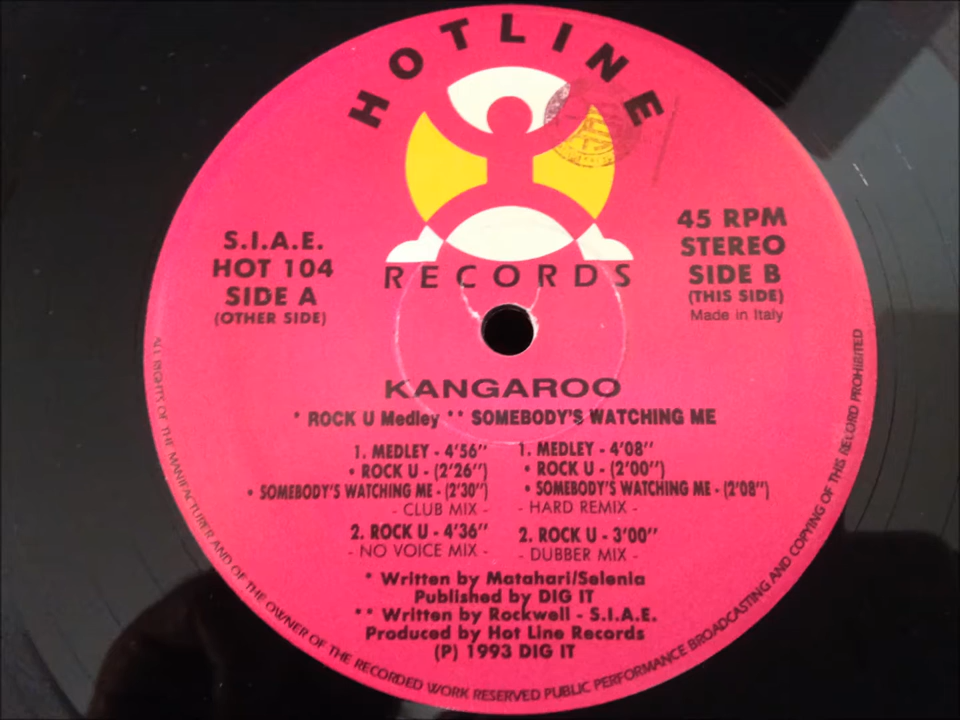 HOTLINE
RECORDS
S.I.A.E.
HOT 104
SIDE A
(OTHER SIDE)
45 RPM
STEREO
SIDE B
(THIS SIDE)
Made in Italy
KANGAROO
* ROCK U Medley ** SOMEBODY'S WATCHING ME
1. MEDLEY - 4'56''
• ROCK U - (2'26'')
• SOMEBODY'S WATCHING ME - (2'30'')
- CLUB MIX -
2. ROCK U - 4'36''
- NO VOICE MIX -
1. MEDLEY - 4'08''
• ROCK U - (2'00'')
• SOMEBODY'S WATCHING ME - (2'08'')
- HARD REMIX -
2. ROCK U - 3'00''
- DUBBER MIX -
* Written by Matahari/Selenia
Published by DIG IT
** Written by Rockwell - S.I.A.E.
Produced by Hot Line Records
(P) 1993 DIG IT
ALL RIGHTS OF THE MANIFACTURER AND OF THE OWNER OF THE RECORDED WORK RESERVED PUBLIC PERFORMANCE BROADCASTING AND COPYING OF THIS RECORD PROHIBITED